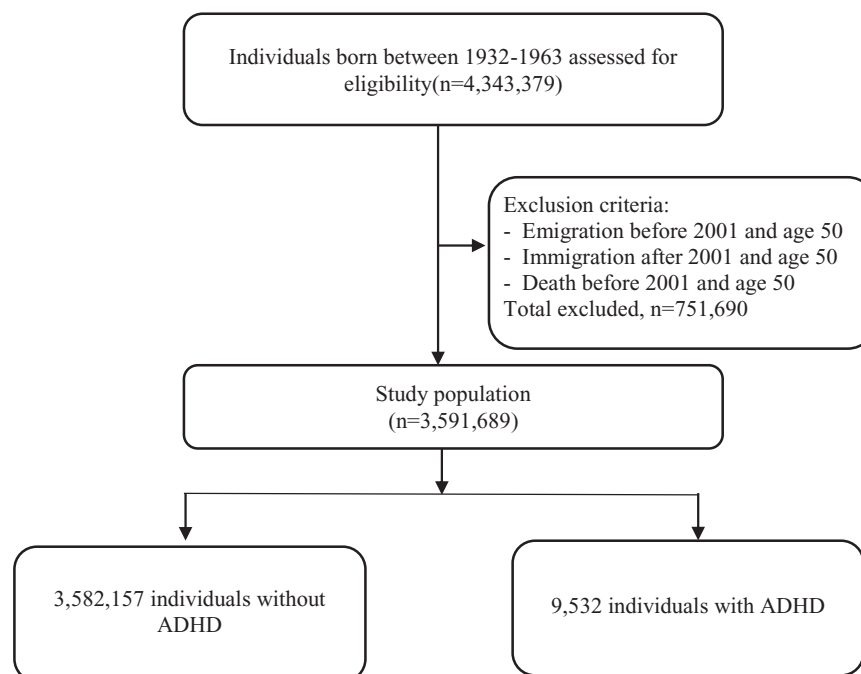 Individuals born between 1932-1963 assessed for
eligibility(n=4,343,379)
Exclusion criteria:
- Emigration before 2001 and age 50
- Immigration after 2001 and age 50
- Death before 2001 and age 50
Total excluded, n=751,690
Study population
(n=3,591,689)
3,582,157 individuals without
ADHD
9,532 individuals with ADHD